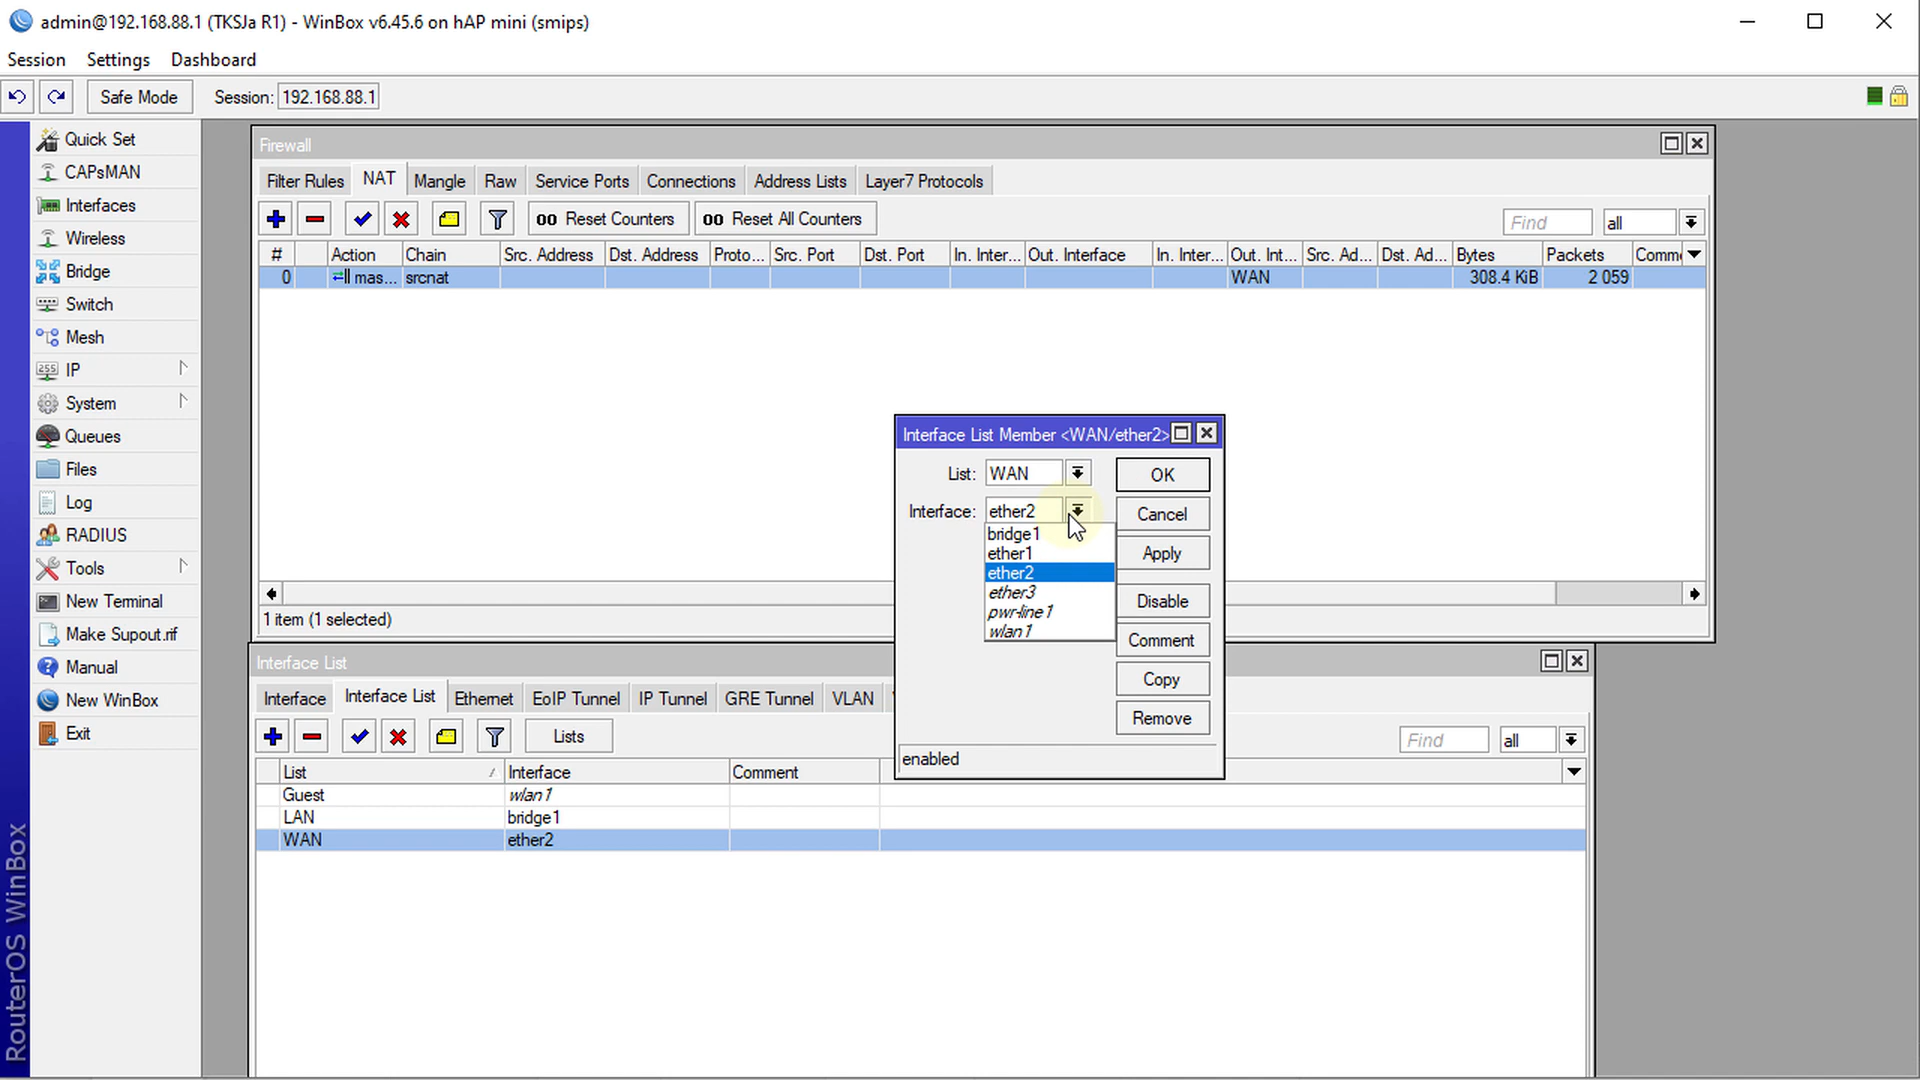 admin@192.168.88.1 (TKSJa R1) - WinBox v6.45.6 on hAP mini (smips)
Session Settings Dashboard
Safe Mode Session: 192.168.88.1
Quick Set
CAPsMAN
Interfaces
Wireless
Bridge
Switch
Mesh
IP
System
Queues
Files
Log
RADIUS
Tools
New Terminal
Make Supout.rif
Manual
New WinBox
Exit
RouterOS WinBox
Firewall
Filter Rules NAT Mangle Raw Service Ports Connections Address Lists Layer7 Protocols
00 Reset Counters 00 Reset All Counters Find all
# Action Chain Src. Address Dst. Address Proto... Src. Port Dst. Port In. Inter... Out. Interface In. Inter... Out. Int... Src. Ad... Dst. Ad... Bytes Packets Comm
0 mas... srcnat WAN 308.4 KiB 2 059
1 item (1 selected)
Interface List Member <WAN/ether2>
List: WAN
Interface: ether2
bridge1
ether1
ether2
ether3
pwr-line1
wlan1
OK
Cancel
Apply
Disable
Comment
Copy
Remove
enabled
Interface List
Interface Interface List Ethernet EoIP Tunnel IP Tunnel GRE Tunnel VLAN
Lists Find all
List Interface Comment
Guest wlan1
LAN bridge1
WAN ether2